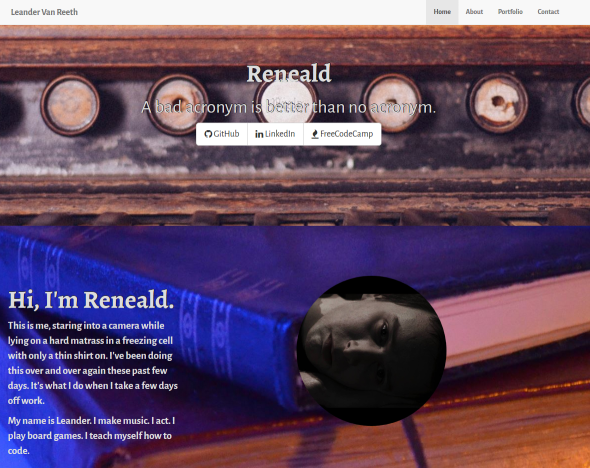 Leander Van Reeth
Home About Portfolio Contact
Reneald
A bad acronym is better than no acronym.
GitHub LinkedIn FreeCodeCamp
Hi, I'm Reneald.
This is me, staring into a camera while
lying on a hard matrass in a freezing cell
with only a thin shirt on. I've been doing
this over and over again these past few
days. It's what I do when I take a few days
off work.
My name is Leander. I make music. I act. I
play board games. I teach myself how to
code.